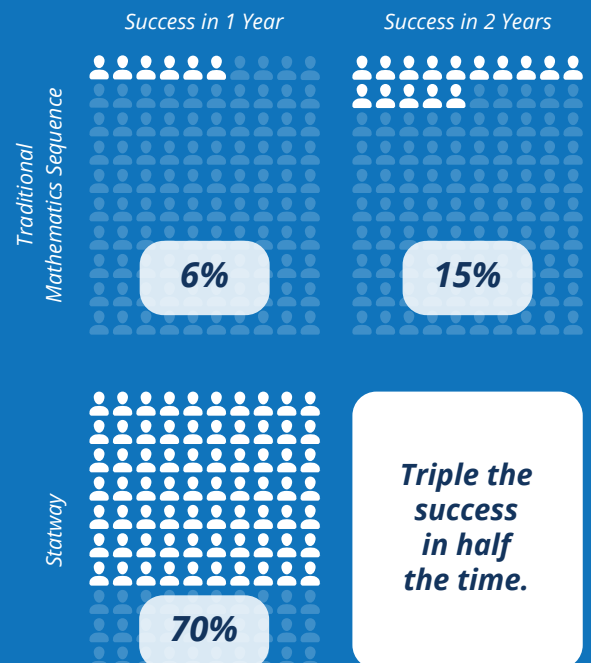 Success in 1 Year
Success in 2 Years
Traditional
Mathematics Sequence
6%
15%
Statway
70%
Triple the
success
in half
the time.